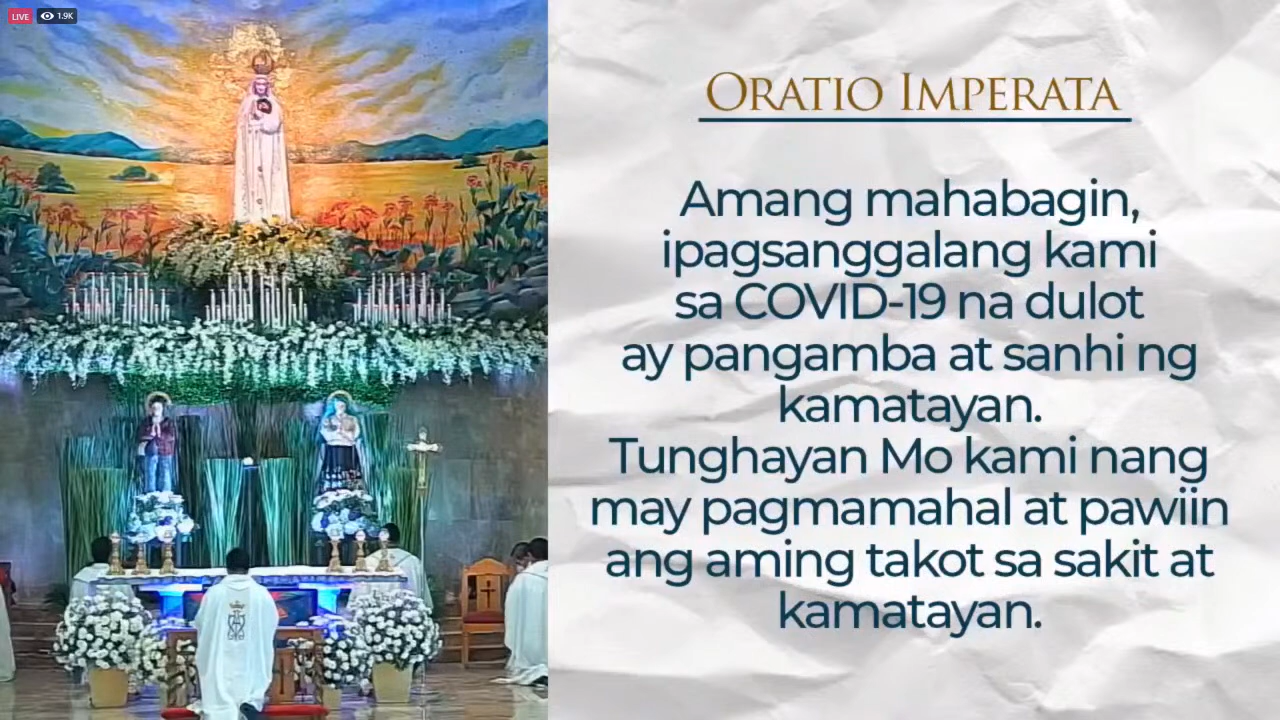 LIVE 1.9K
ORATIO IMPERATA
Amang mahabagin,
ipagsanggalang kami
sa COVID-19 na dulot
ay pangamba at sanhi ng
kamatayan.
Tunghayan Mo kami nang
may pagmamahal at pawiin
ang aming takot sa sakit at
kamatayan.